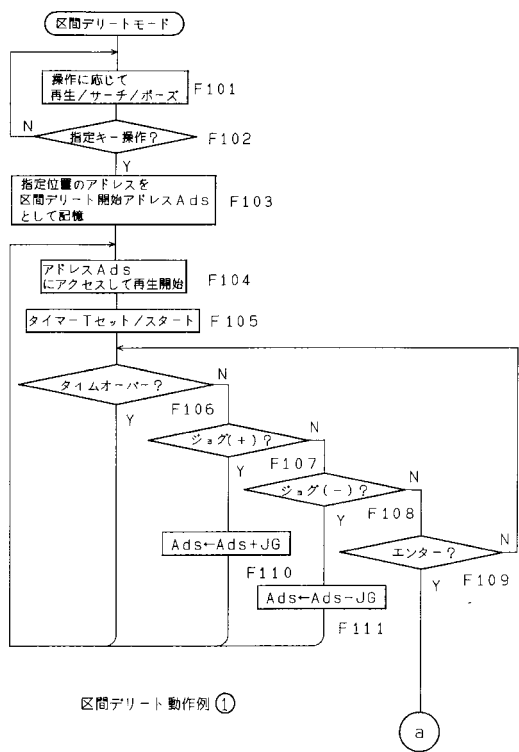 区間デリートモード
操作に応じて
再生/サーチ/ポーズ
F101
N
指定キー操作?
F102
Y
指定位置のアドレスを
区間デリート開始アドレスAds
として記憶
F103
アドレスAds
にアクセスして再生開始
F104
タイマーTセット/スタート
F105
タイムオーバー?
N
F106
Y
ジョグ(+)?
N
F107
Y
ジョグ(-)?
N
F108
Y
エンター?
N
F109
Y
Ads←Ads+JG
F110
Ads←Ads-JG
F111
区間デリート動作例①
a